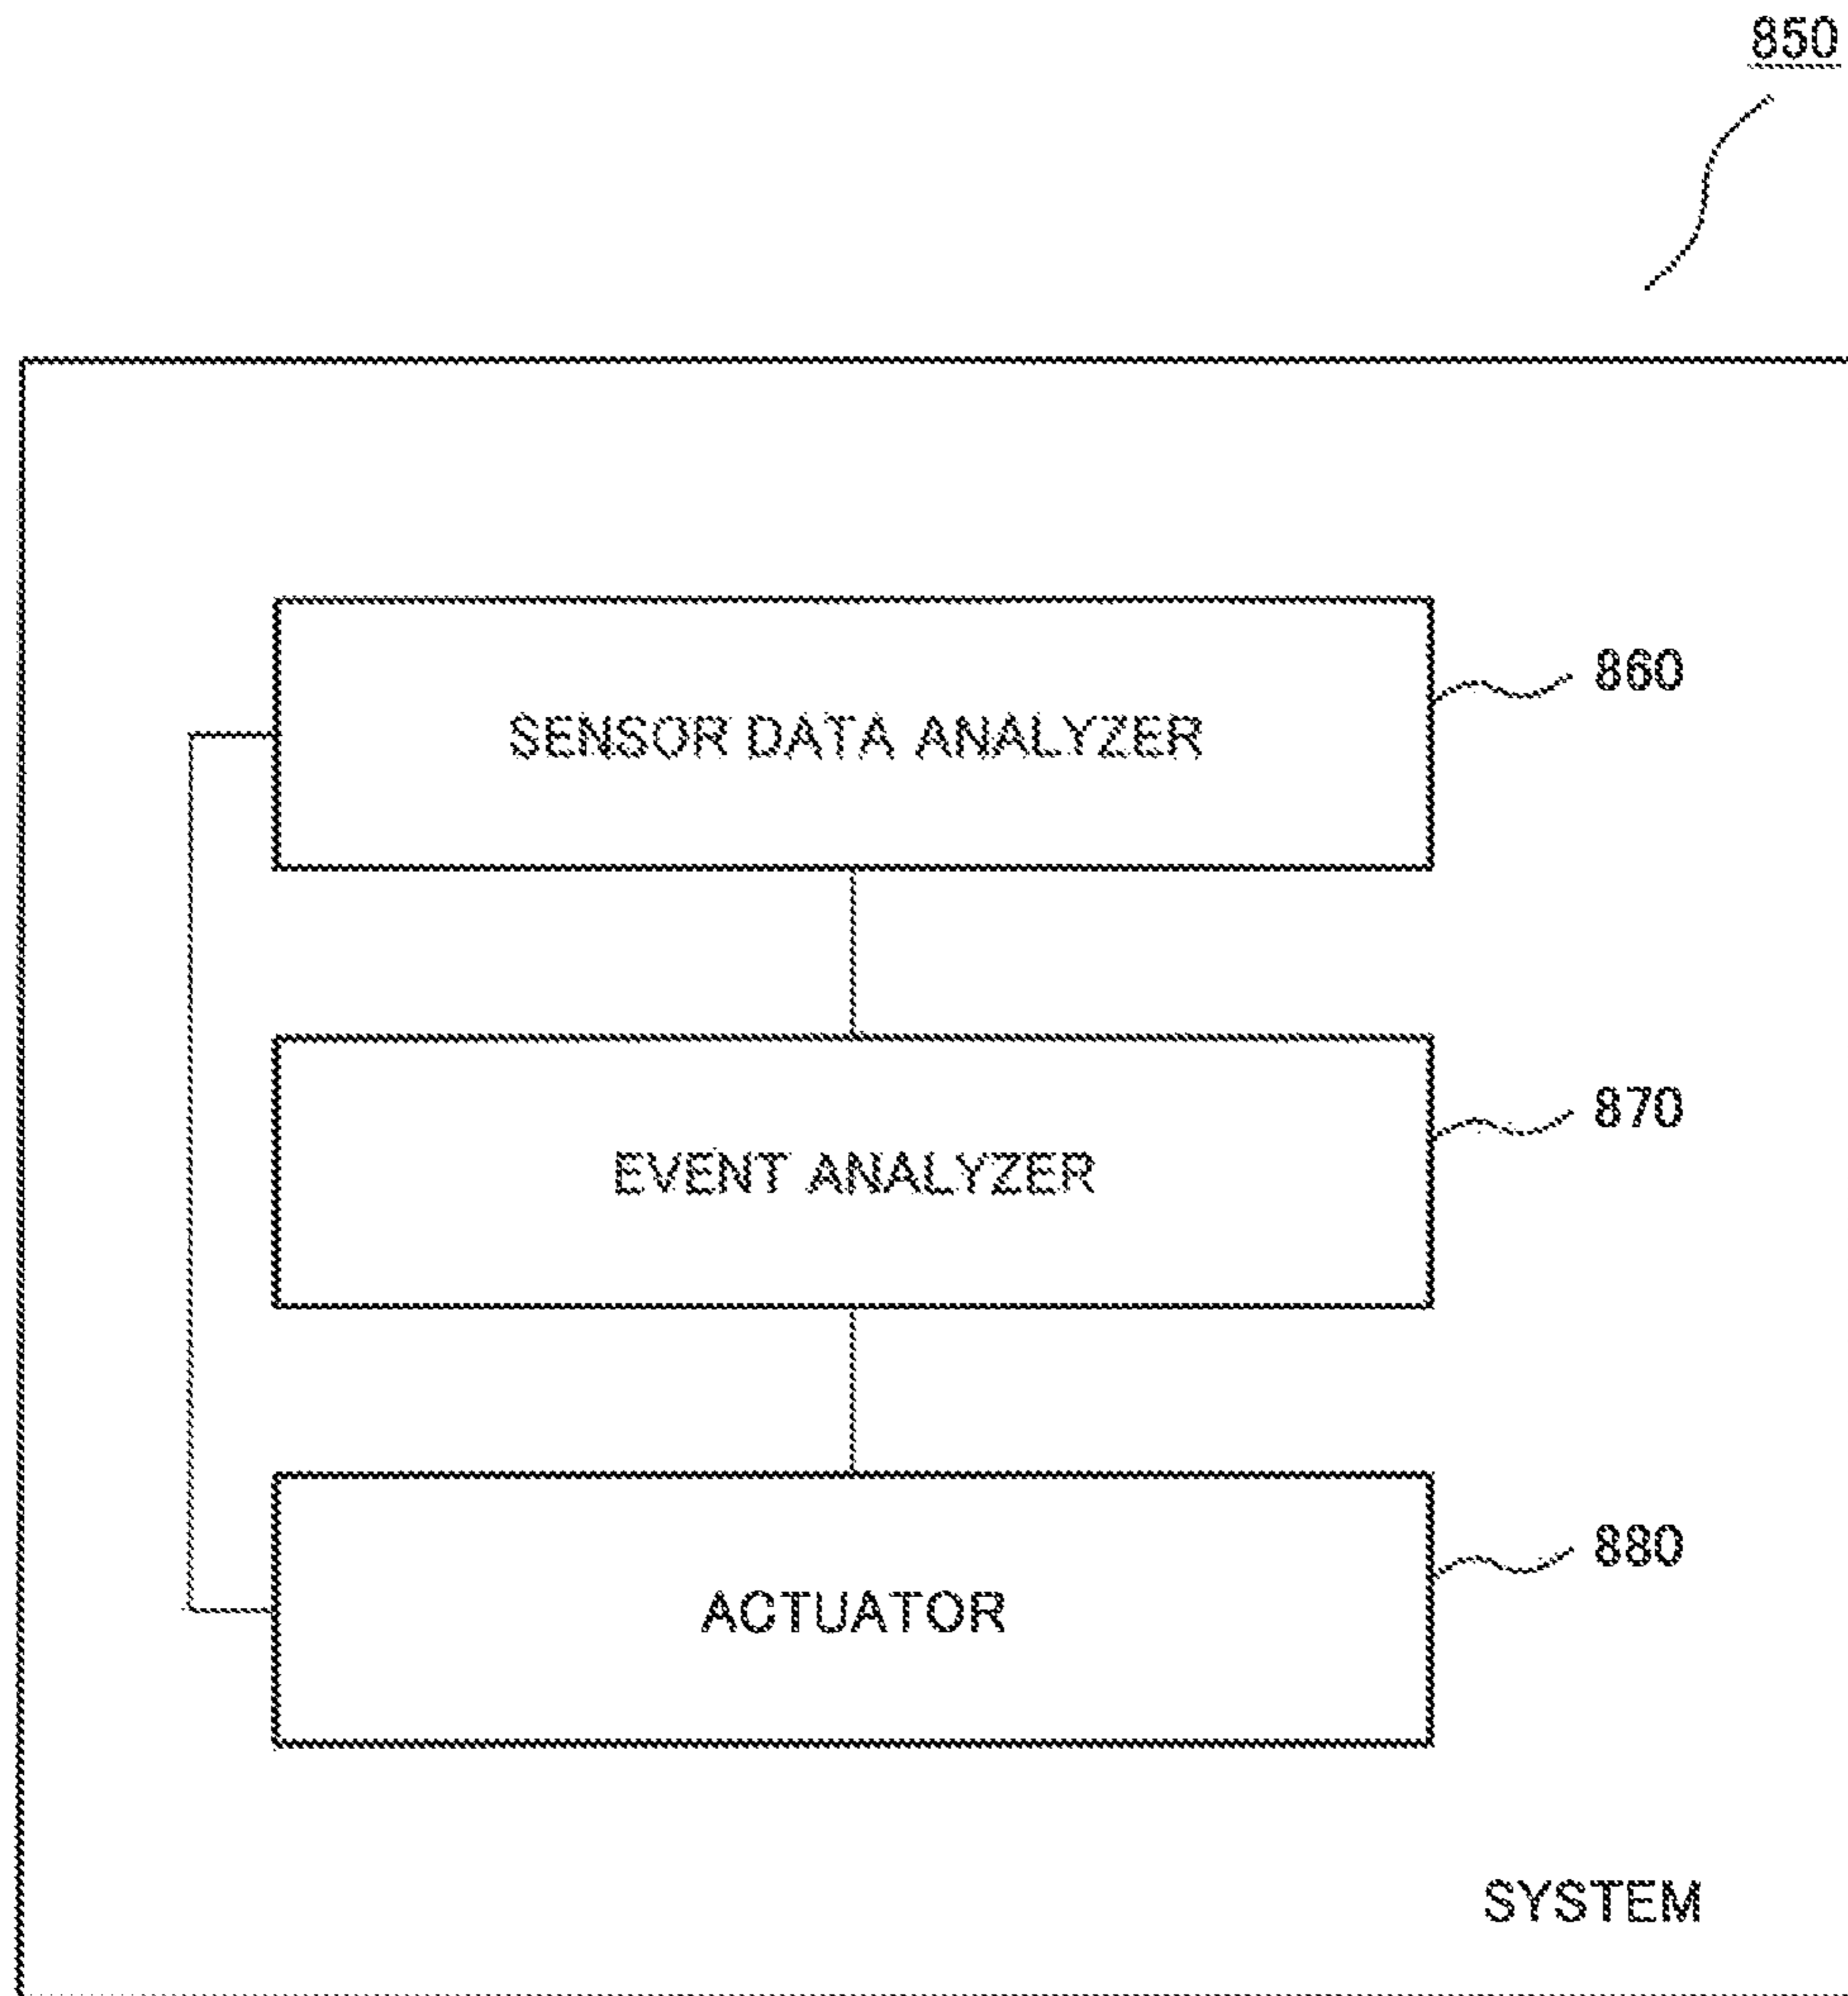 850
SENSOR DATA ANALYZER
860
EVENT ANALYZER
870
ACTUATOR
880
SYSTEM